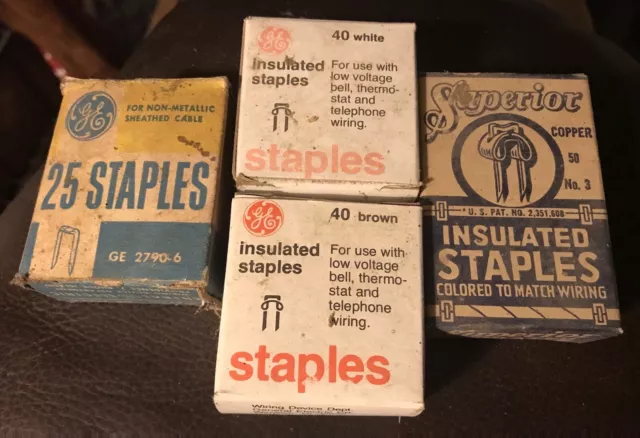 GE
FOR NON-METALLIC
SHEATHED CABLE
25 STAPLES
GE 2790-6
GE
40 white
insulated
staples
For use with
low voltage
bell, thermo-
stat and
telephone
wiring.
staples
GE
40 brown
insulated
staples
For use with
low voltage
bell, thermo-
stat and
telephone
wiring.
staples
Wiring Device Dept.
General Electric
Superior
COPPER
50
No. 3
U.S. PAT. NO. 2,351,608
INSULATED
STAPLES
COLORED TO MATCH WIRING